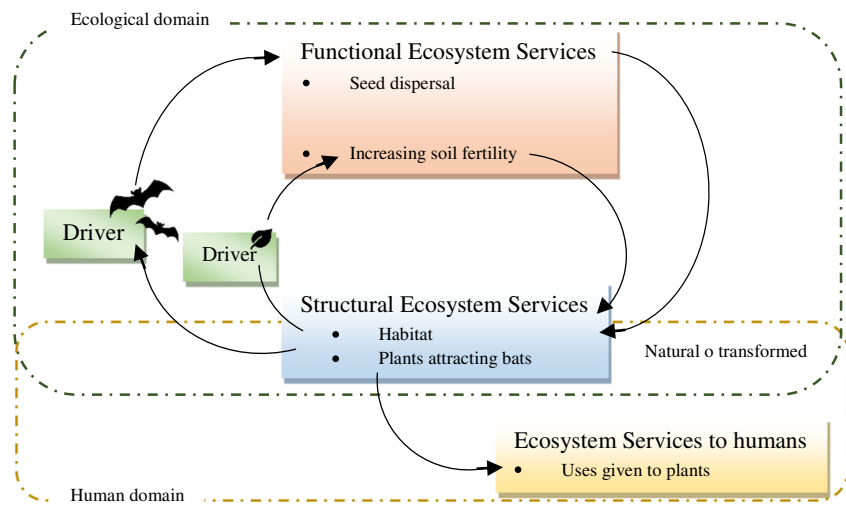 Ecological domain
Functional Ecosystem Services
• Seed dispersal
• Increasing soil fertility
Driver
Driver
Structural Ecosystem Services
• Habitat
• Plants attracting bats
Natural o transformed
Ecosystem Services to humans
• Uses given to plants
Human domain